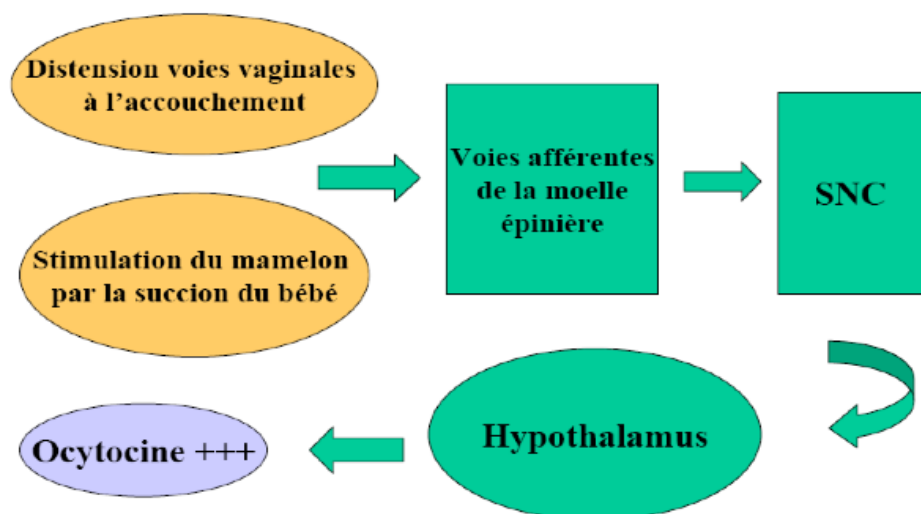 Distension voies vaginales
à l'accouchement
Voies afférentes
de la moelle
épinière
SNC
Stimulation du mamelon
par la succion du bébé
Hypothalamus
Ocytocine +++